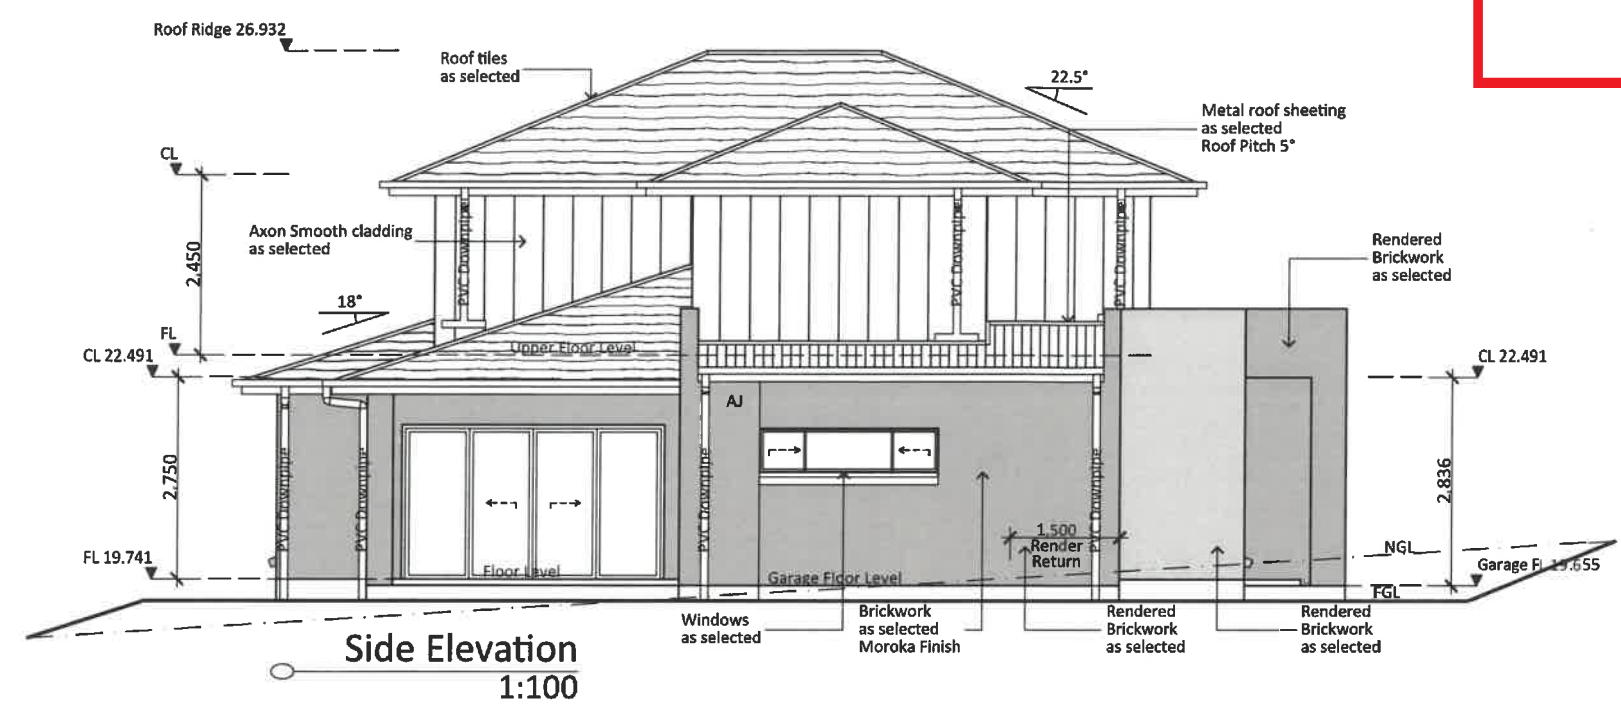 Roof Ridge 26.932
Roof tiles
as selected
22.5°
Metal roof sheeting
as selected
Roof Pitch 5°
CL
Axon Smooth cladding
as selected
2,450
PVC Downpipe
PVC Downpipe
PVC Downpipe
Rendered
Brickwork
as selected
18°
FL
Upper Floor Level
CL 22.491
CL 22.491
AJ
2,750
PVC Downpipe
PVC Downpipe
PVC Downpipe
PVC Downpipe
2,836
1,500
Render
Return
NGL
FL 19.741
Floor Level
Garage Floor Level
Garage FL 19.655
FGL
Windows
as selected
Brickwork
as selected
Moroka Finish
Rendered
Brickwork
as selected
Rendered
Brickwork
as selected
Side Elevation
1:100